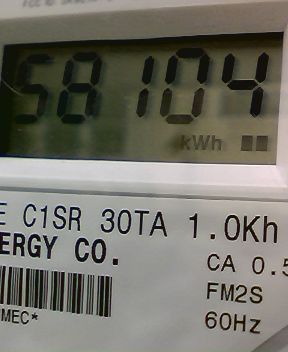 58104
kWh
E C1SR 30TA 1.0Kh
ERGY CO.
CA 0.5
FM2S
MEC*
60Hz